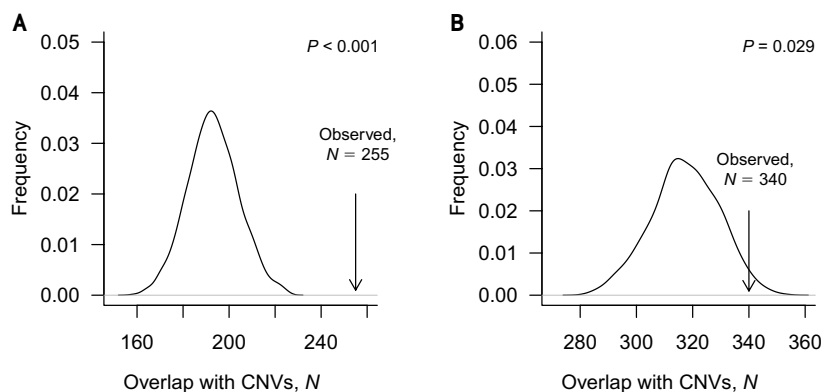 A
0.05
0.04
0.03
0.02
0.01
0.00
Frequency
P < 0.001
Observed,
N = 255
160 200 240
Overlap with CNVs, N
B
0.06
0.05
0.04
0.03
0.02
0.01
0.00
Frequency
P = 0.029
Observed,
N = 340
280 300 320 340 360
Overlap with CNVs, N